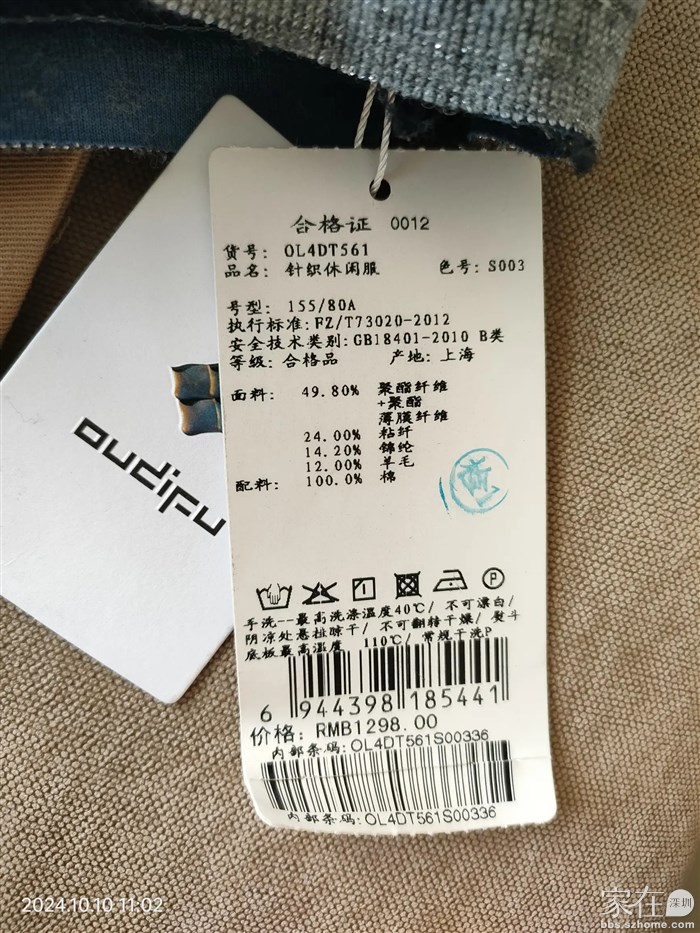 合格证 0012
货号: OL4DT561
品名: 针织休闲服 色号: S003
号型: 155/80A
执行标准:FZ/T73020-2012
安全技术类别:GB18401-2010 B类
等级: 合格品 产地: 上海
面料: 49.80% 聚酯纤维
+聚酯
薄膜纤维
24.00% 粘纤
14.20% 锦纶
12.00% 羊毛
配料: 100.0% 棉
手洗--最高洗涤温度40℃/ 不可漂白/
阴凉处悬挂晾干/ 不可翻转干燥/ 熨斗
底板最高温度 110℃/ 常规干洗P
6 944398 185441
价格: RMB1298.00
内部条码:OL4DT561S00336
内部条码:OL4DT561S00336
oudifu
2024.10.10 11:02
家在深圳
bbs.szhome.com